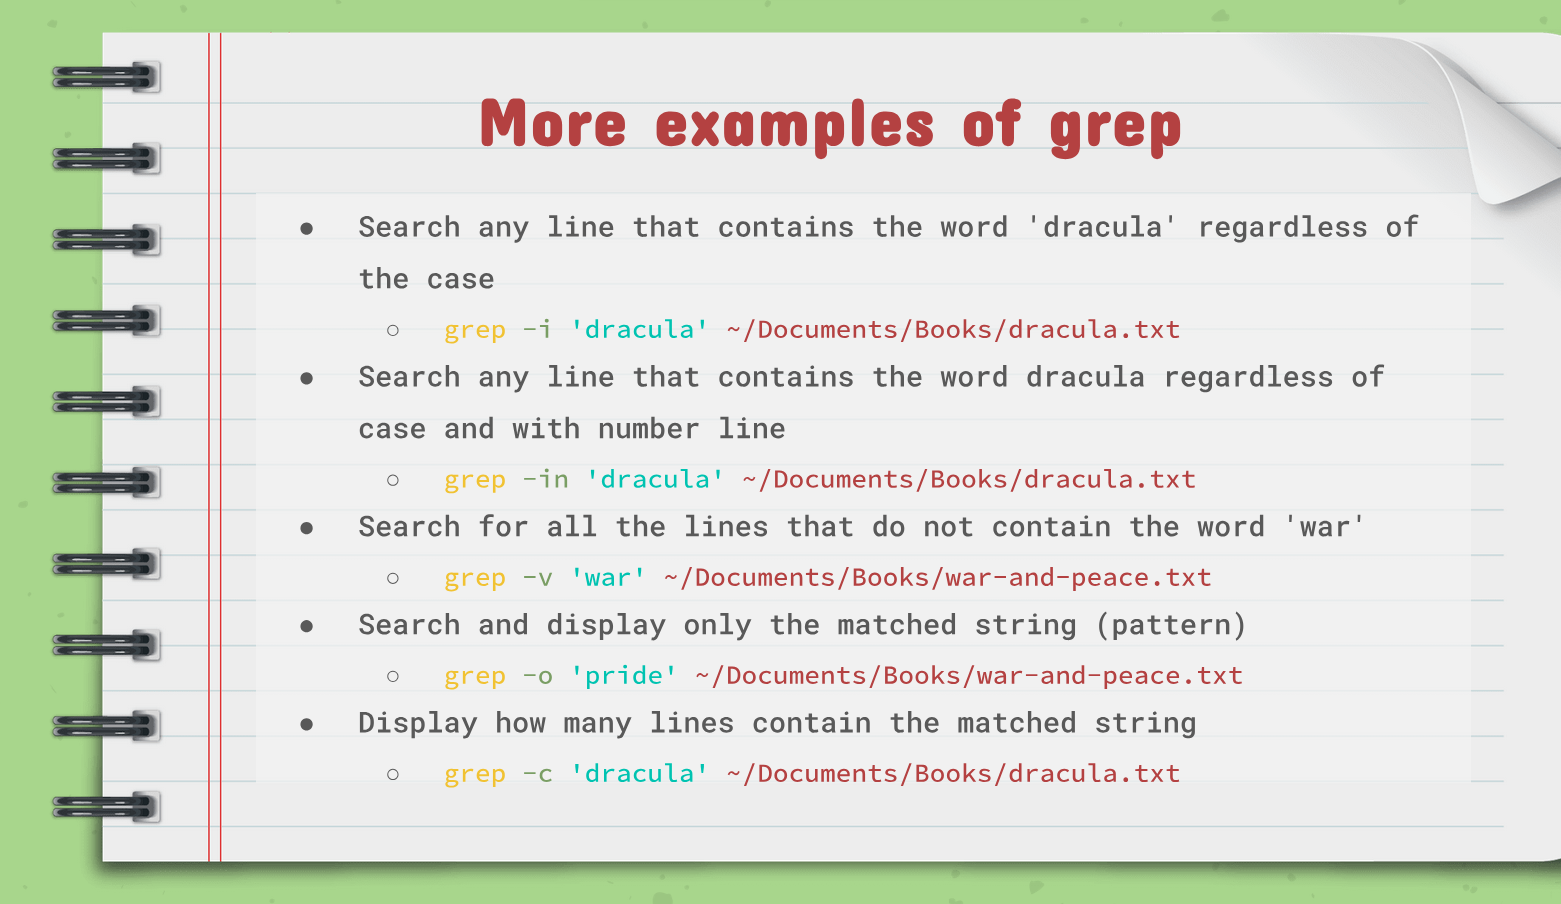 More examples of grep
● Search any line that contains the word 'dracula' regardless of
the case
○ grep -i 'dracula' ~/Documents/Books/dracula.txt
● Search any line that contains the word dracula regardless of
case and with number line
○ grep -in 'dracula' ~/Documents/Books/dracula.txt
● Search for all the lines that do not contain the word 'war'
○ grep -v 'war' ~/Documents/Books/war-and-peace.txt
● Search and display only the matched string (pattern)
○ grep -o 'pride' ~/Documents/Books/war-and-peace.txt
● Display how many lines contain the matched string
○ grep -c 'dracula' ~/Documents/Books/dracula.txt